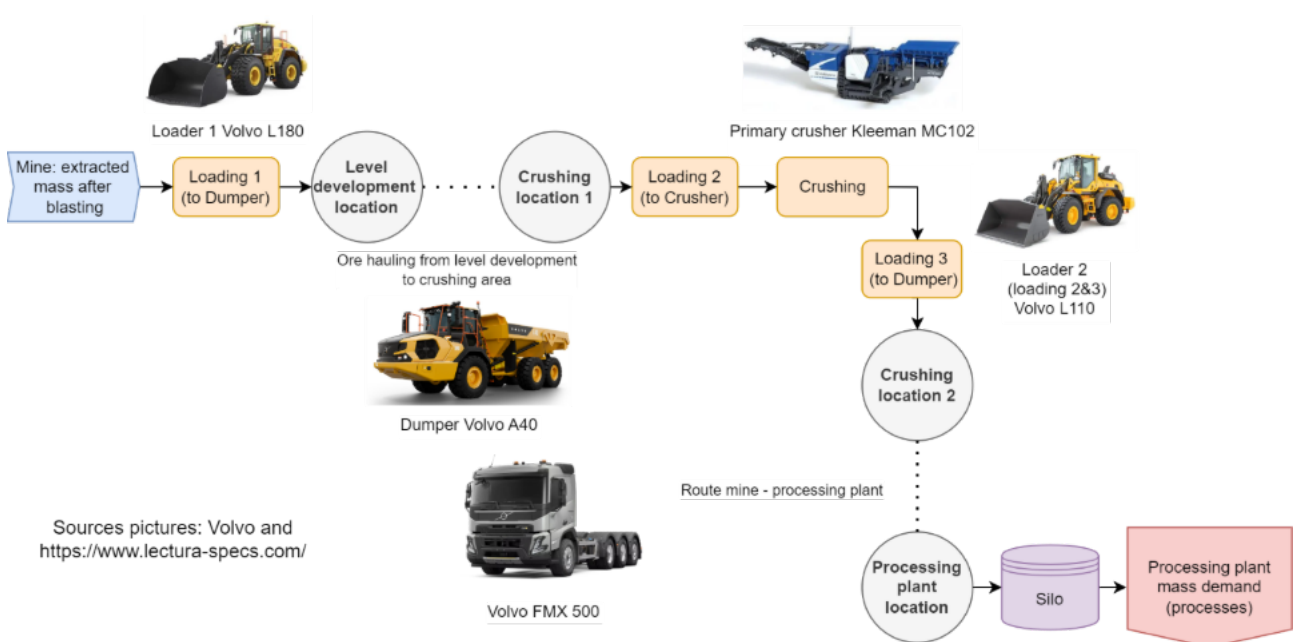 Loader 1 Volvo L180
Primary crusher Kleeman MC102
Mine: extracted
mass after
blasting
Loading 1
(to Dumper)
Level
development
location
Crushing
location 1
Loading 2
(to Crusher)
Crushing
Ore hauling from level development
to crushing area
Loading 3
(to Dumper)
Loader 2
(loading 2&3)
Volvo L110
Dumper Volvo A40
Crushing
location 2
Route mine - processing plant
Sources pictures: Volvo and
https://www.lectura-specs.com/
Volvo FMX 500
Processing
plant
location
Silo
Processing plant
mass demand
(processes)